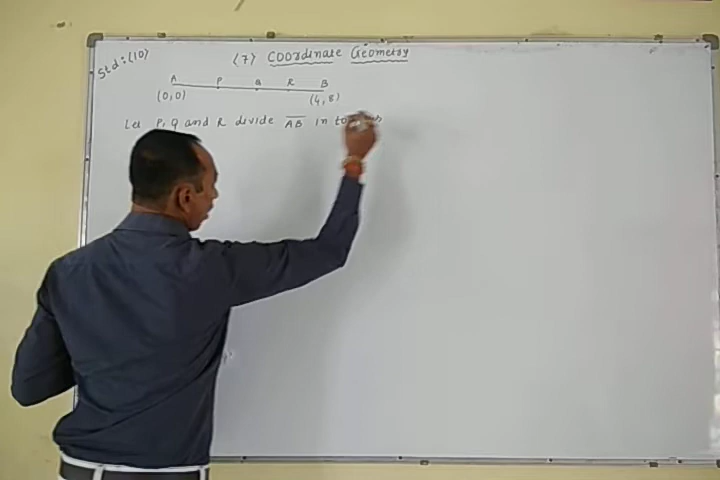 Std:(10)
(7) Coordinate Geometry
A P Q R B
(0,0) (4,8)
Let P, Q and R divide AB in to